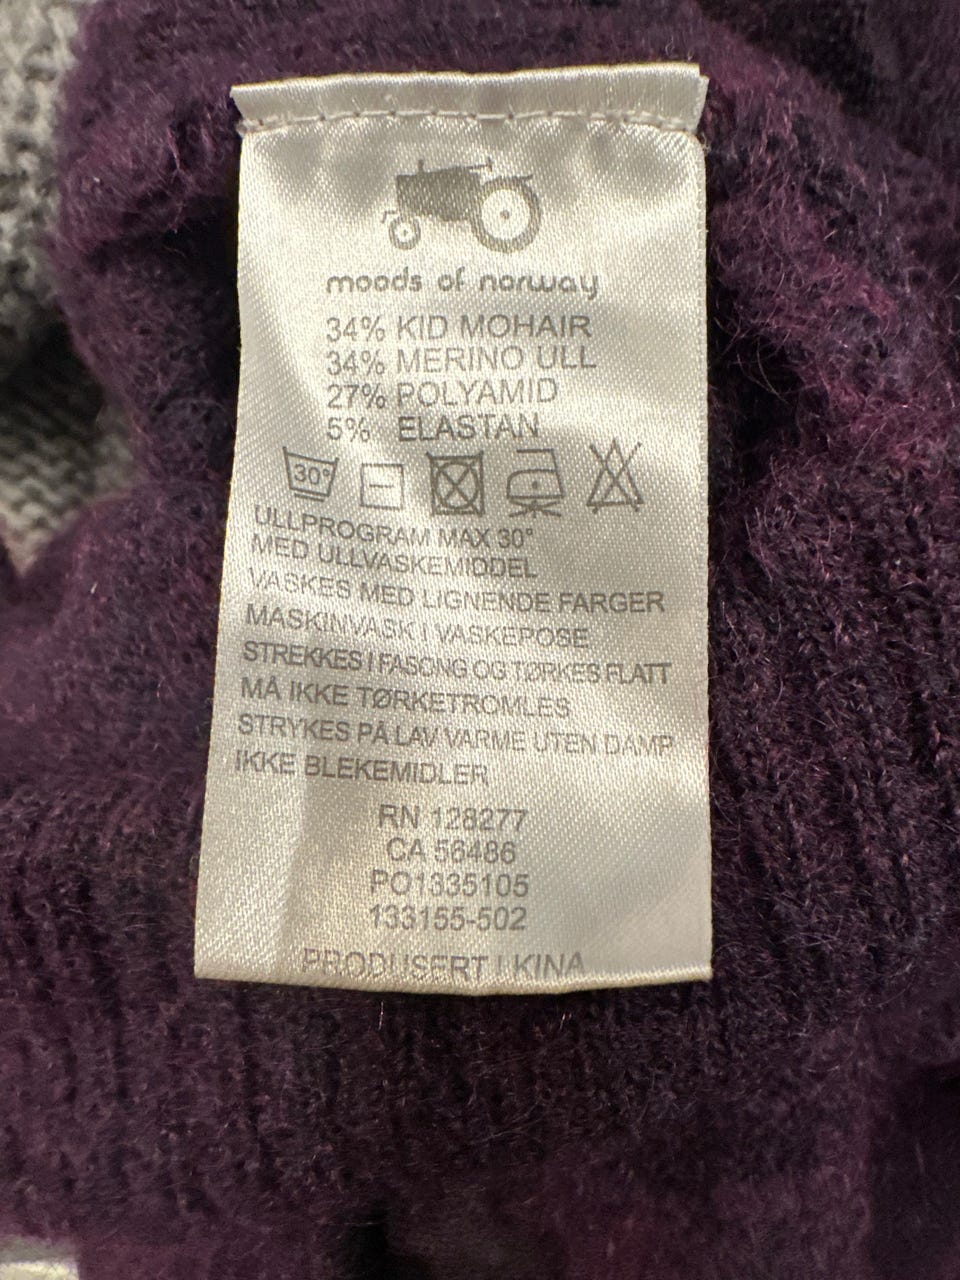 moods of norway
34% KID MOHAIR
34% MERINO ULL
27% POLYAMID
5% ELASTAN
30°
ULLPROGRAM MAX 30°
MED ULLVASKEMIDDEL
VASKES MED LIGNENDE FARGER
MASKINVASK I VASKEPOSE
STREKKES I FASONG OG TØRKES FLATT
MÅ IKKE TØRKETROMLES
STRYKES PÅ LAV VARME UTEN DAMP
IKKE BLEKEMIDLER
RN 128277
CA 56486
PO1335105
133155-502
PRODUSERT I KINA